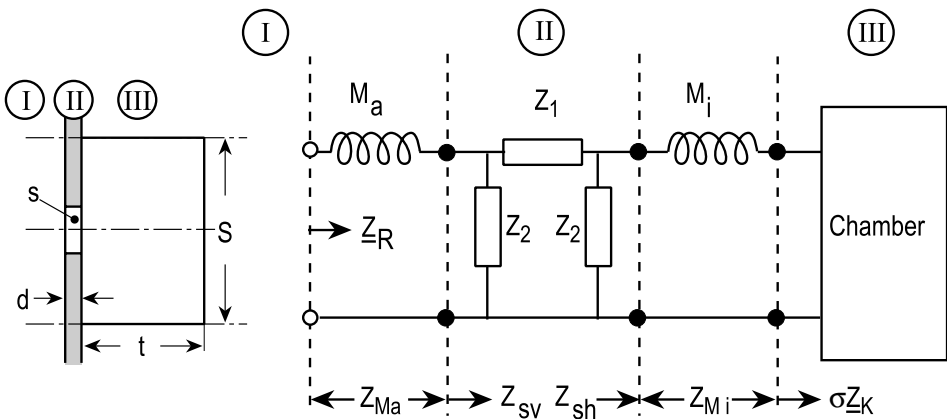 I II III
I II III
M_a Z_1 M_i
s
S
Z_R Z_2 Z_2 Chamber
d
t
Z_Ma Z_sv Z_sh Z_Mi σZ_K